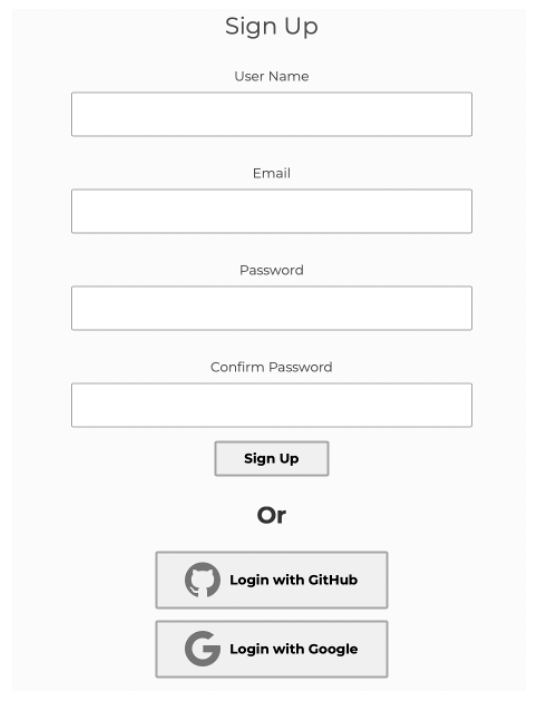 Sign Up
User Name
Email
Password
Confirm Password
Sign Up
Or
Login with GitHub
Login with Google